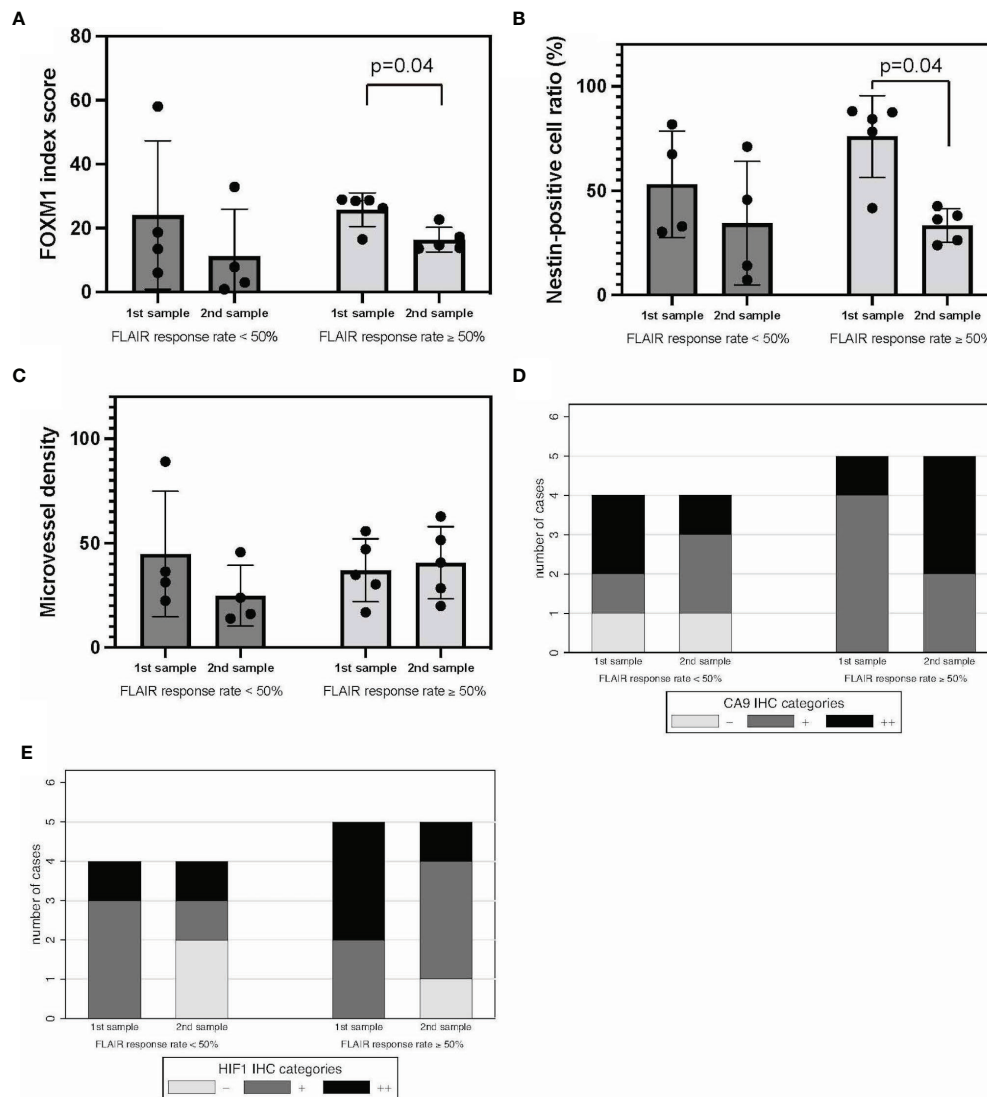 A
FOXM1 index score
80
60
40
20
0
p=0.04
1st sample 2nd sample 1st sample 2nd sample
FLAIR response rate < 50% FLAIR response rate ≥ 50%
B
Nestin-positive cell ratio (%)
100
50
0
p=0.04
1st sample 2nd sample 1st sample 2nd sample
FLAIR response rate < 50% FLAIR response rate ≥ 50%
C
Microvessel density
100
50
0
1st sample 2nd sample 1st sample 2nd sample
FLAIR response rate < 50% FLAIR response rate ≥ 50%
D
number of cases
6
5
4
3
2
1
0
1st sample 2nd sample 1st sample 2nd sample
FLAIR response rate < 50% FLAIR response rate ≥ 50%
CA9 IHC categories
– + ++
E
number of cases
6
5
4
3
2
1
0
1st sample 2nd sample 1st sample 2nd sample
FLAIR response rate < 50% FLAIR response rate ≥ 50%
HIF1 IHC categories
– + ++